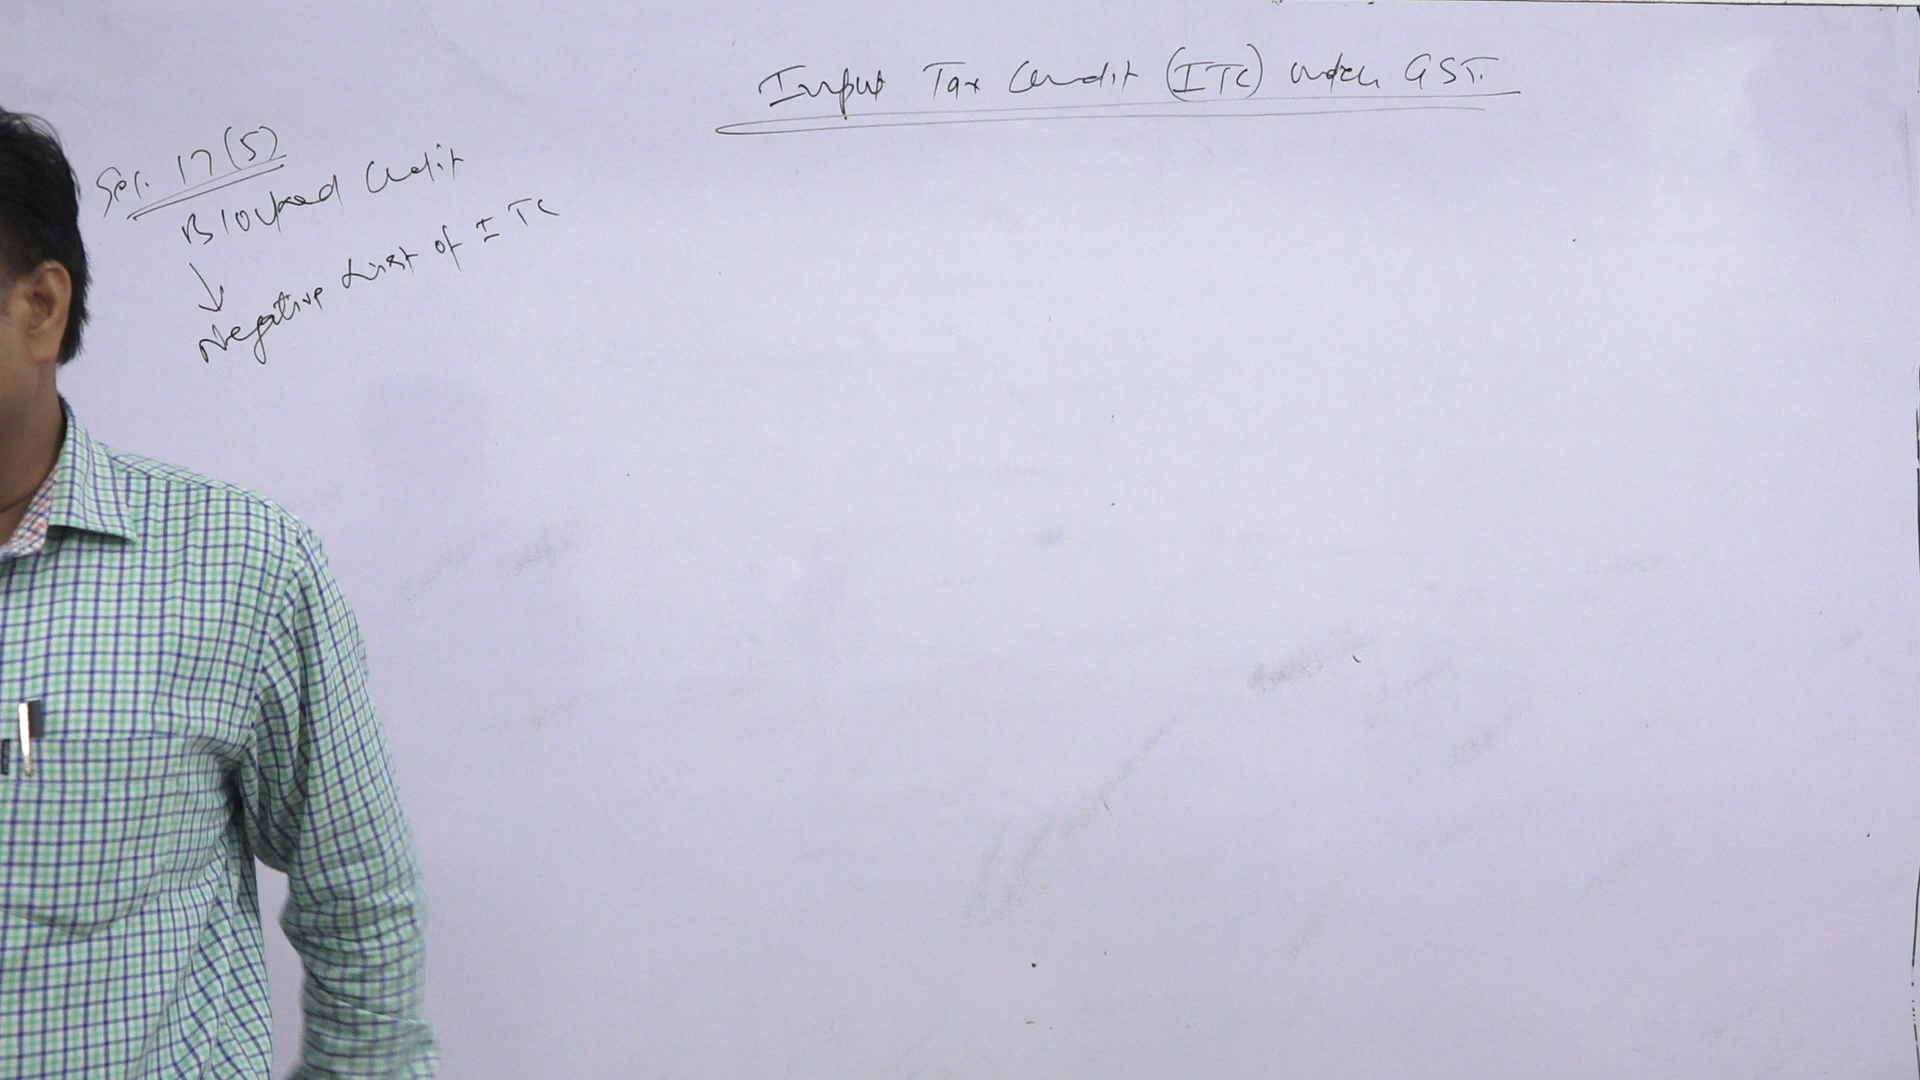 Input Tax Credit (ITC) under GST.
Sec. 17(5)
Blocked Credit
↓
Negative List of ITC